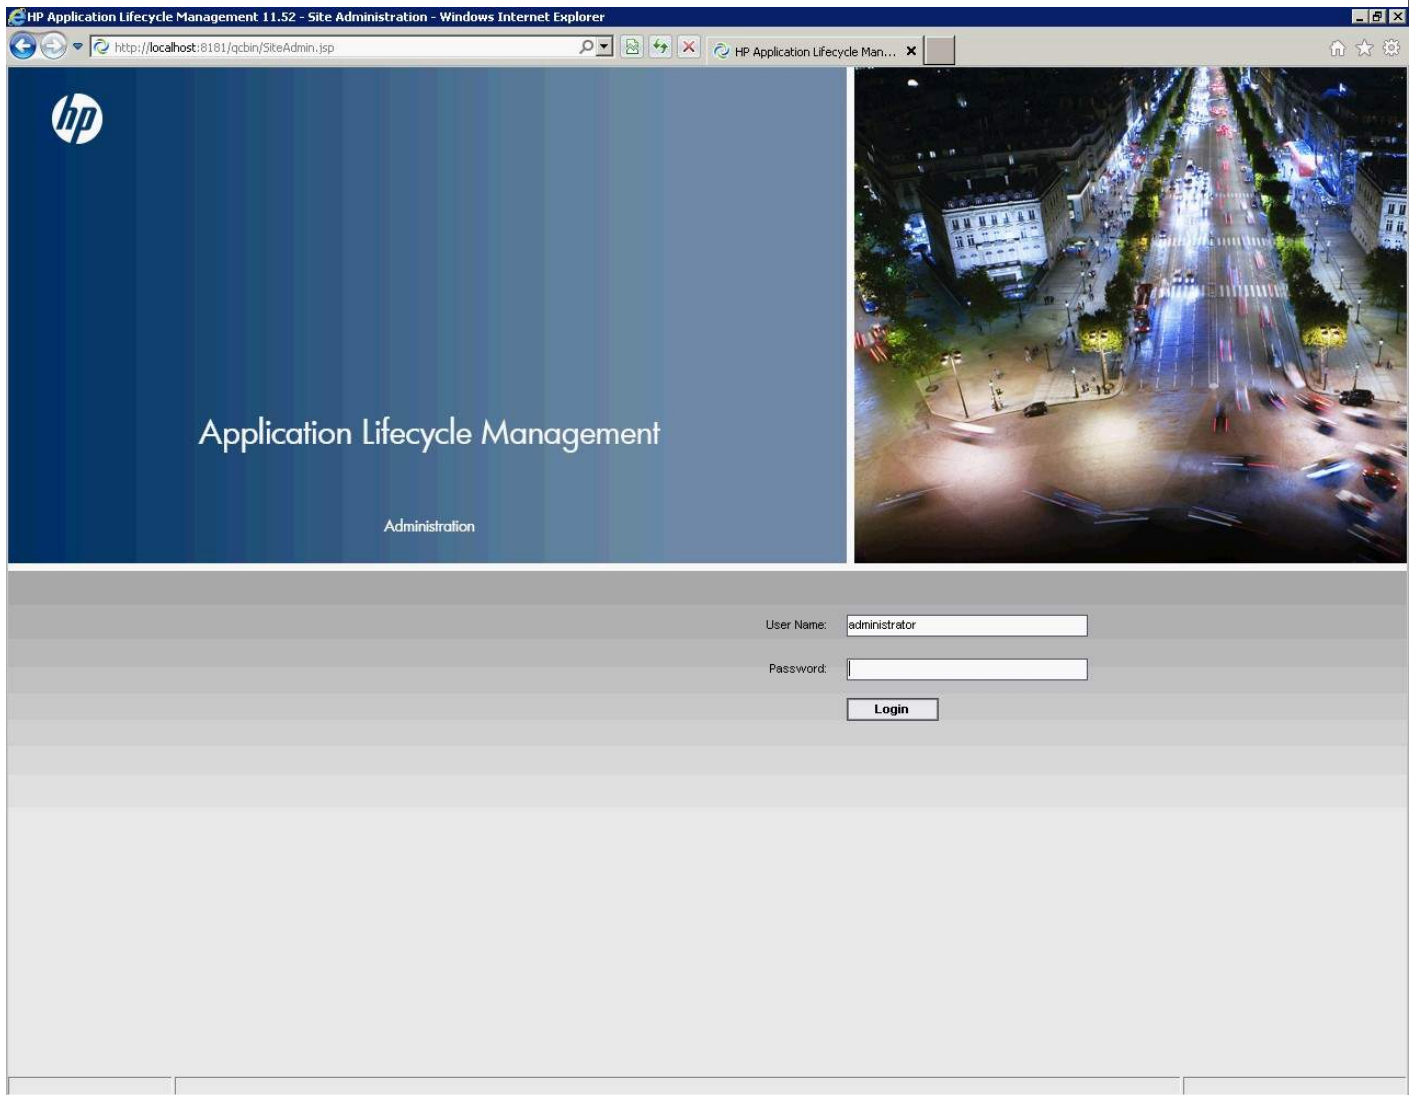 HP Application Lifecycle Management 11.52 - Site Administration - Windows Internet Explorer
http://localhost:8181/qcbin/SiteAdmin.jsp
HP Application Lifecycle Man...
hp
Application Lifecycle Management
Administration
User Name: administrator
Password:
Login